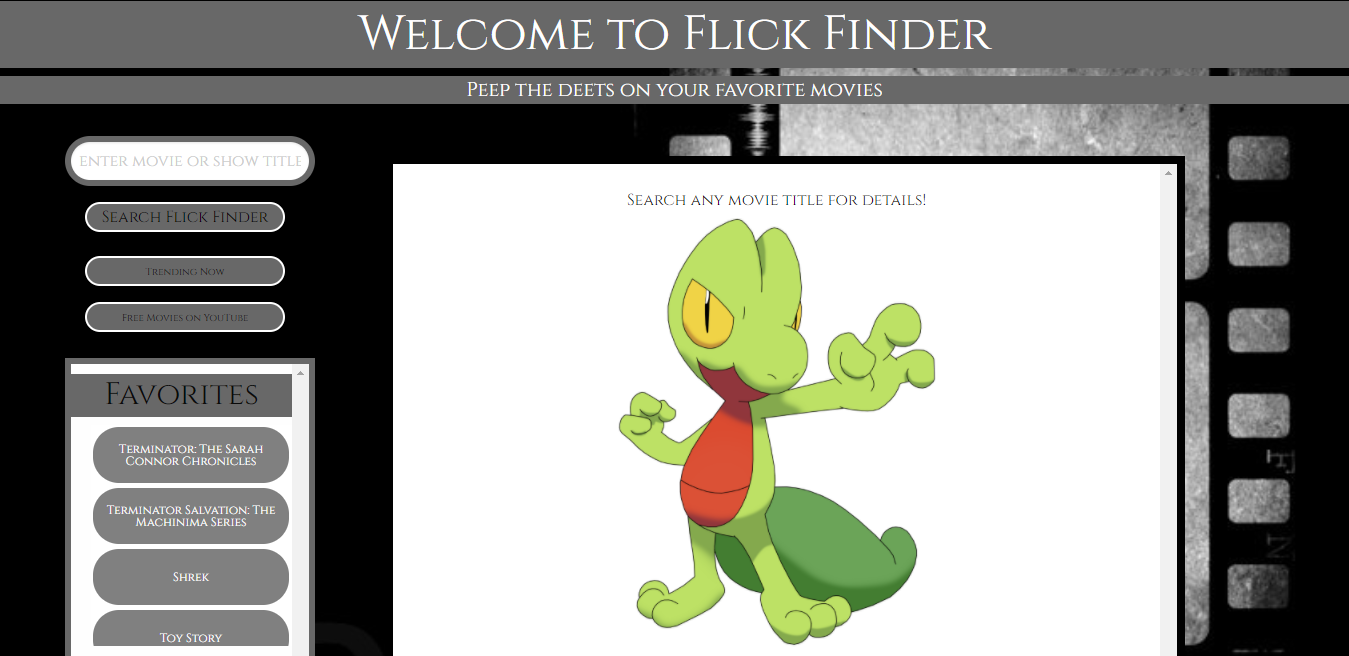 Welcome to Flick Finder
Peep the deets on your favorite movies
enter movie or show title
Search Flick Finder
Trending Now
Free Movies on YouTube
Favorites
Terminator: The Sarah
Connor Chronicles
Terminator Salvation: The
Machinima Series
Shrek
Toy Story
Search any movie title for details!
F
N